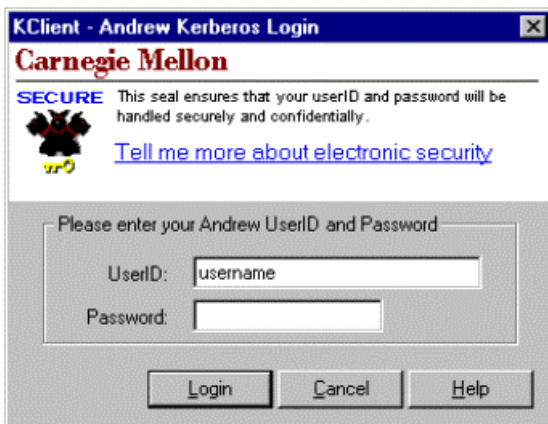 KClient - Andrew Kerberos Login
Carnegie Mellon
SECURE
This seal ensures that your userID and password will be
handled securely and confidentially.
Tell me more about electronic security
Please enter your Andrew UserID and Password
UserID: username
Password:
Login Cancel Help